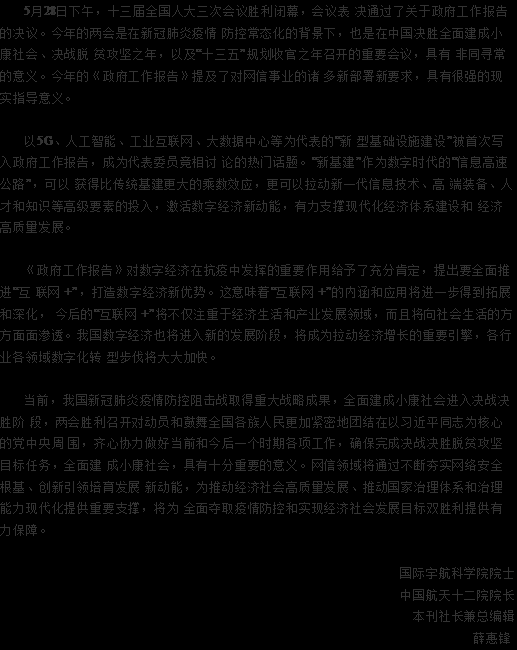 5月28日下午，十三届全国人大三次会议胜利闭幕，会议表 决通过了关于政府工作报告
的决议。今年的两会是在新冠肺炎疫情 防控常态化的背景下，也是在中国决胜全面建成小
康社会、决战脱 贫攻坚之年，以及“十三五”规划收官之年召开的重要会议，具有 非同寻常
的意义。今年的《政府工作报告》提及了对网信事业的诸 多新部署新要求，具有很强的现
实指导意义。
以5G、人工智能、工业互联网、大数据中心等为代表的“新 型基础设施建设”被首次写
入政府工作报告，成为代表委员竞相讨 论的热门话题。“新基建”作为数字时代的“信息高速
公路”，可以 获得比传统基建更大的乘数效应，更可以拉动新一代信息技术、高 端装备、人
才和知识等高级要素的投入，激活数字经济新动能，有力支撑现代化经济体系建设和 经济
高质量发展。
《政府工作报告》对数字经济在抗疫中发挥的重要作用给予了充分肯定，提出要全面推
进“互 联网 +”，打造数字经济新优势。这意味着“互联网 +”的内涵和应用将进一步得到拓展
和深化， 今后的“互联网 +”将不仅注重于经济生活和产业发展领域，而且将向社会生活的方
方面面渗透。我国数字经济也将进入新的发展阶段，将成为拉动经济增长的重要引擎，各行
业各领域数字化转 型步伐将大大加快。
当前，我国新冠肺炎疫情防控阻击战取得重大战略成果，全面建成小康社会进入决战决
胜阶 段，两会胜利召开对动员和鼓舞全国各族人民更加紧密地团结在以习近平同志为核心
的党中央周 围，齐心协力做好当前和今后一个时期各项工作，确保完成决战决胜脱贫攻坚
目标任务，全面建 成小康社会，具有十分重要的意义。网信领域将通过不断夯实网络安全
根基、创新引领培育发展 新动能，为推动经济社会高质量发展、推动国家治理体系和治理
能力现代化提供重要支撑，将为 全面夺取疫情防控和实现经济社会发展目标双胜利提供有
力保障。
国际宇航科学院院士
中国航天十二院院长
本刊社长兼总编辑
薛惠锋